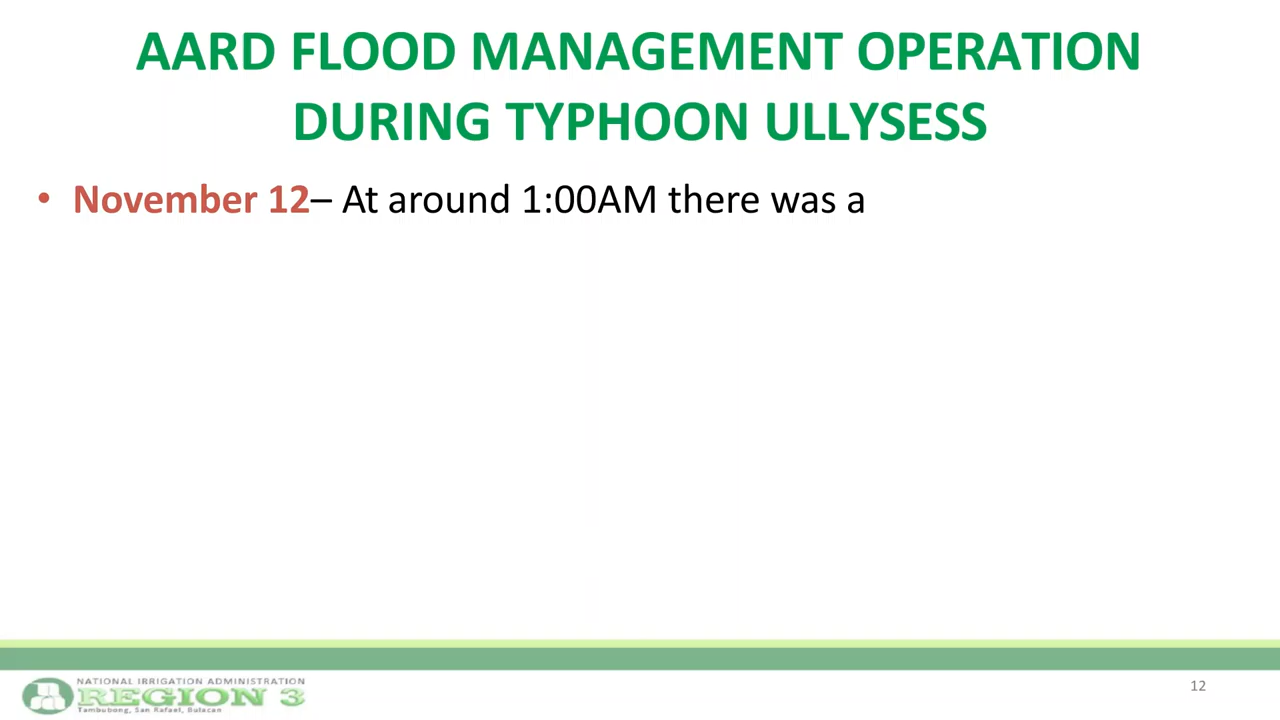 AARD FLOOD MANAGEMENT OPERATION
DURING TYPHOON ULLYSESS
• November 12– At around 1:00AM there was a
NATIONAL IRRIGATION ADMINISTRATION
REGION 3
Tambubong, San Rafael, Bulacan
12